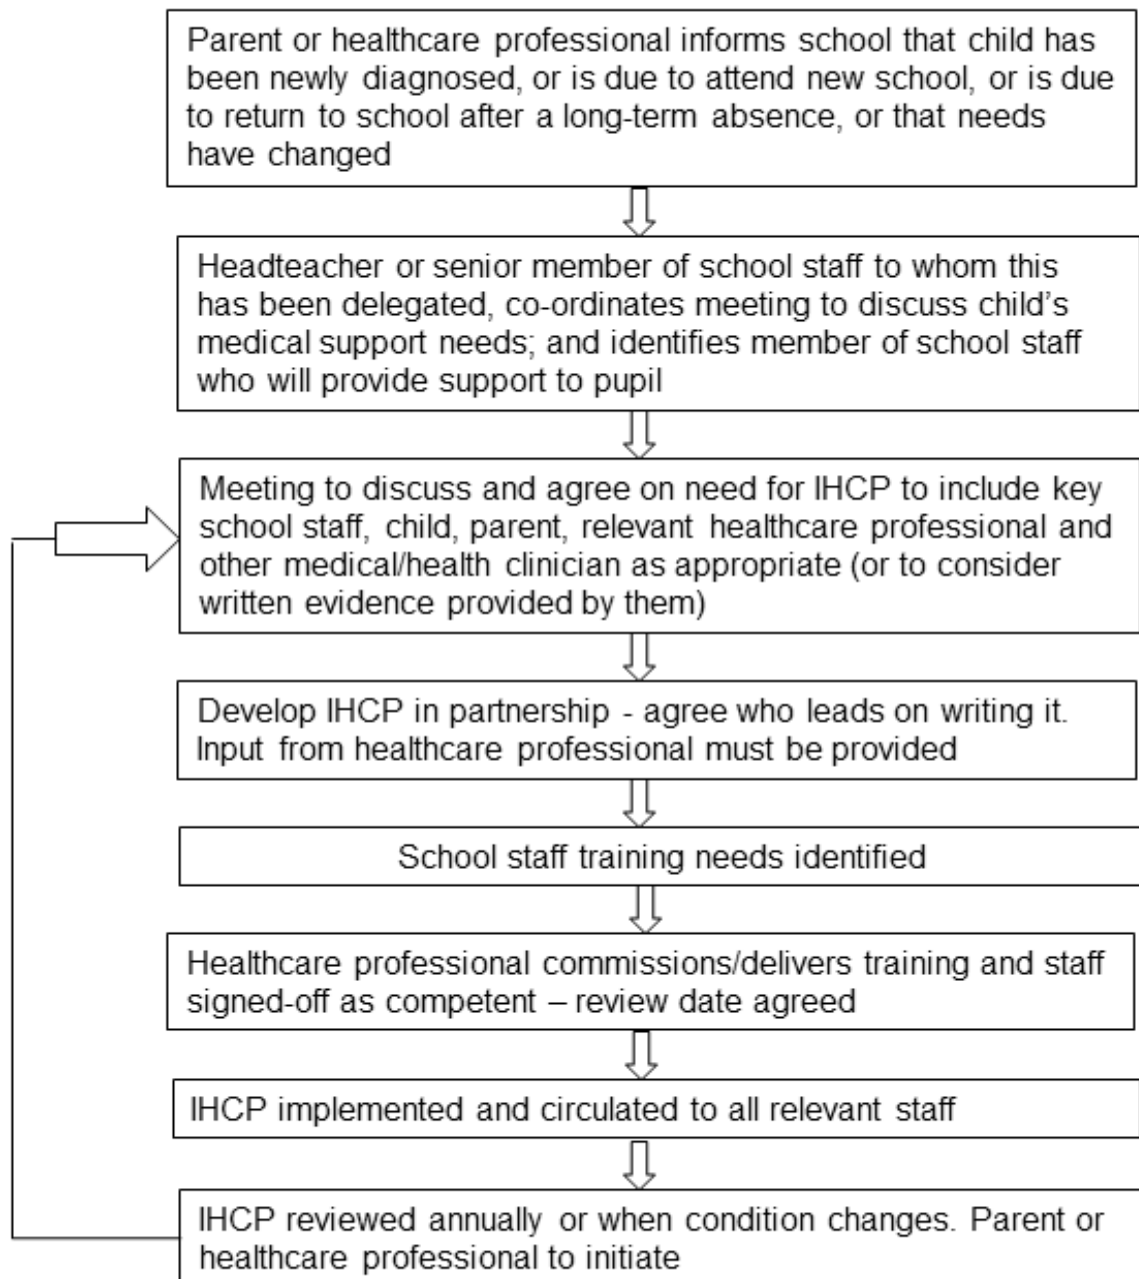 Parent or healthcare professional informs school that child has
been newly diagnosed, or is due to attend new school, or is due
to return to school after a long-term absence, or that needs
have changed
Headteacher or senior member of school staff to whom this
has been delegated, co-ordinates meeting to discuss child’s
medical support needs; and identifies member of school staff
who will provide support to pupil
Meeting to discuss and agree on need for IHCP to include key
school staff, child, parent, relevant healthcare professional and
other medical/health clinician as appropriate (or to consider
written evidence provided by them)
Develop IHCP in partnership - agree who leads on writing it.
Input from healthcare professional must be provided
School staff training needs identified
Healthcare professional commissions/delivers training and staff
signed-off as competent – review date agreed
IHCP implemented and circulated to all relevant staff
IHCP reviewed annually or when condition changes. Parent or
healthcare professional to initiate